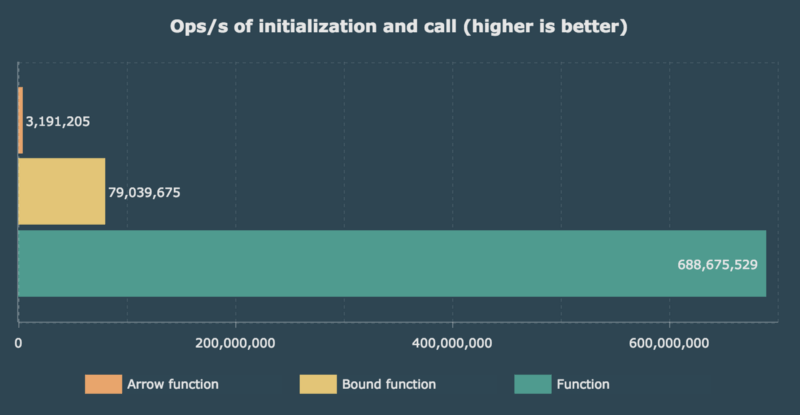 Ops/s of initialization and call (higher is better)
3,191,205
79,039,675
688,675,529
0 200,000,000 400,000,000 600,000,000
Arrow function Bound function Function